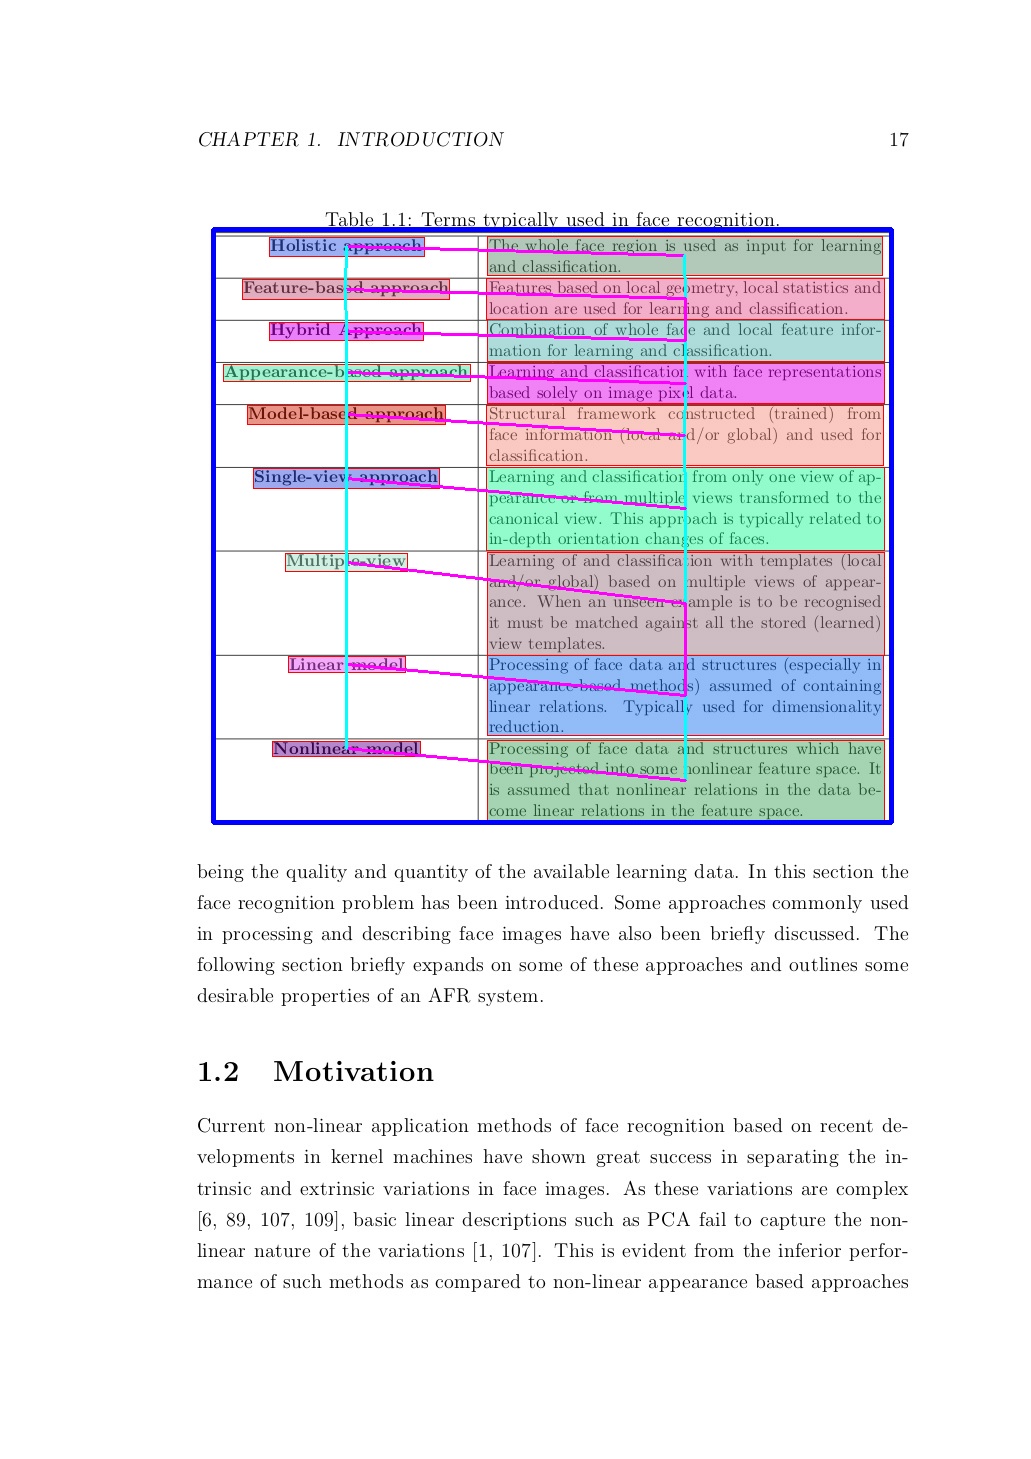 CHAPTER 1. INTRODUCTION 17
Table 1.1: Terms typically used in face recognition.
Holistic approach The whole face region is used as input for learning
and classification.
Feature-based approach Features based on local geometry, local statistics and
location are used for learning and classification.
Hybrid Approach Combination of whole face and local feature infor-
mation for learning and classification.
Appearance-based approach Learning and classification with face representations
based solely on image pixel data.
Model-based approach Structural framework constructed (trained) from
face information (local and/or global) and used for
classification.
Single-view approach Learning and classification from only one view of ap-
pearance or from multiple views transformed to the
canonical view. This approach is typically related to
in-depth orientation changes of faces.
Multiple-view Learning of and classification with templates (local
and/or global) based on multiple views of appear-
ance. When an unseen example is to be recognised
it must be matched against all the stored (learned)
view templates.
Linear model Processing of face data and structures (especially in
appearance-based methods) assumed of containing
linear relations. Typically used for dimensionality
reduction.
Nonlinear model Processing of face data and structures which have
been projected into some nonlinear feature space. It
is assumed that nonlinear relations in the data be-
come linear relations in the feature space.
being the quality and quantity of the available learning data. In this section the
face recognition problem has been introduced. Some approaches commonly used
in processing and describing face images have also been briefly discussed. The
following section briefly expands on some of these approaches and outlines some
desirable properties of an AFR system.
1.2 Motivation
Current non-linear application methods of face recognition based on recent de-
velopments in kernel machines have shown great success in separating the in-
trinsic and extrinsic variations in face images. As these variations are complex
[6, 89, 107, 109], basic linear descriptions such as PCA fail to capture the non-
linear nature of the variations [1, 107]. This is evident from the inferior perfor-
mance of such methods as compared to non-linear appearance based approaches